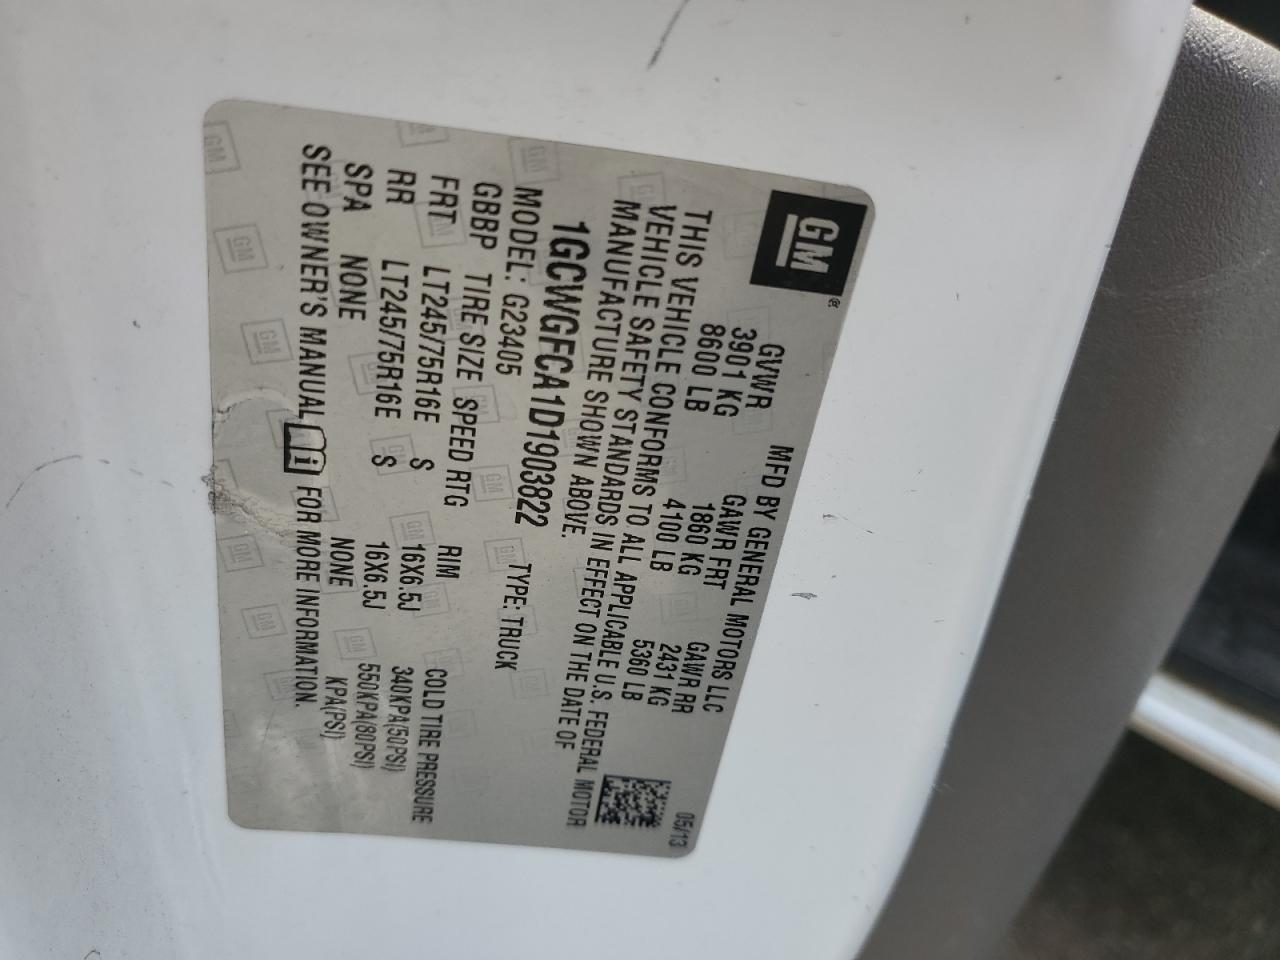 GM®
MFD BY GENERAL MOTORS LLC 05/13
GVWR GAWR FRT GAWR RR
3901 KG 1860 KG 2431 KG
8600 LB 4100 LB 5360 LB
THIS VEHICLE CONFORMS TO ALL APPLICABLE U.S. FEDERAL MOTOR
VEHICLE SAFETY STANDARDS IN EFFECT ON THE DATE OF
MANUFACTURE SHOWN ABOVE.
1GCWGFCA1D1903822
MODEL: G23405 TYPE: TRUCK
GBBP TIRE SIZE SPEED RTG RIM COLD TIRE PRESSURE
FRT LT245/75R16E S 16X6.5J 340KPA(50PSI)
RR LT245/75R16E S 16X6.5J 550KPA(80PSI)
SPA NONE NONE KPA(PSI)
SEE OWNER'S MANUAL i FOR MORE INFORMATION.